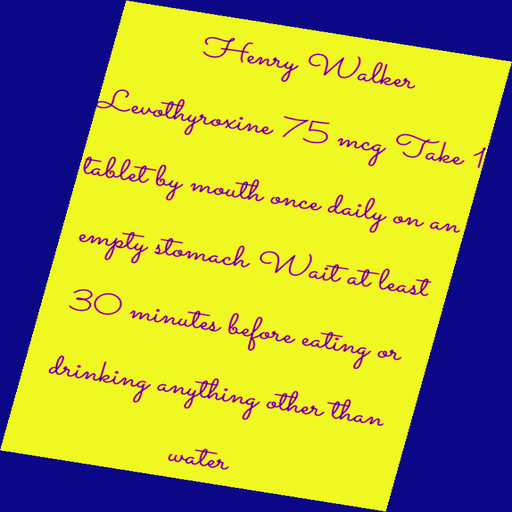 Henry Walker
Levothyroxine 75 mcg Take 1
tablet by mouth once daily on an
empty stomach Wait at least
30 minutes before eating or
drinking anything other than
water